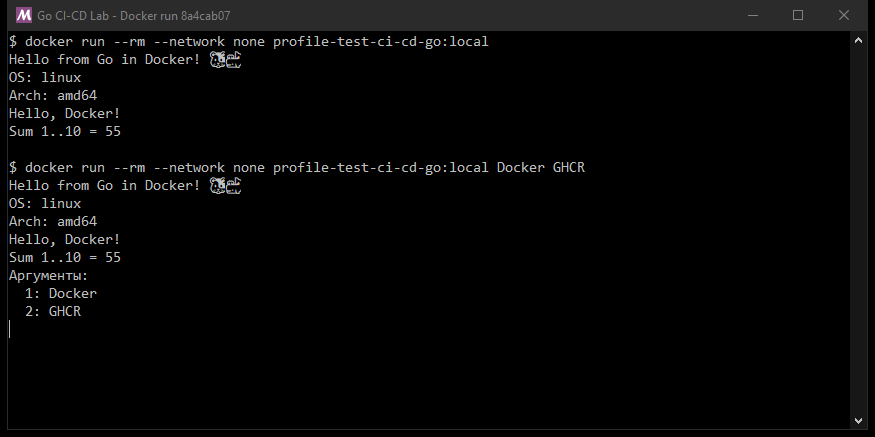 Go CI-CD Lab - Docker run 8a4cab07
$ docker run --rm --network none profile-test-ci-cd-go:local
Hello from Go in Docker! 🐹🐳
OS: linux
Arch: amd64
Hello, Docker!
Sum 1..10 = 55
$ docker run --rm --network none profile-test-ci-cd-go:local Docker GHCR
Hello from Go in Docker! 🐹🐳
OS: linux
Arch: amd64
Hello, Docker!
Sum 1..10 = 55
Аргументы:
1: Docker
2: GHCR